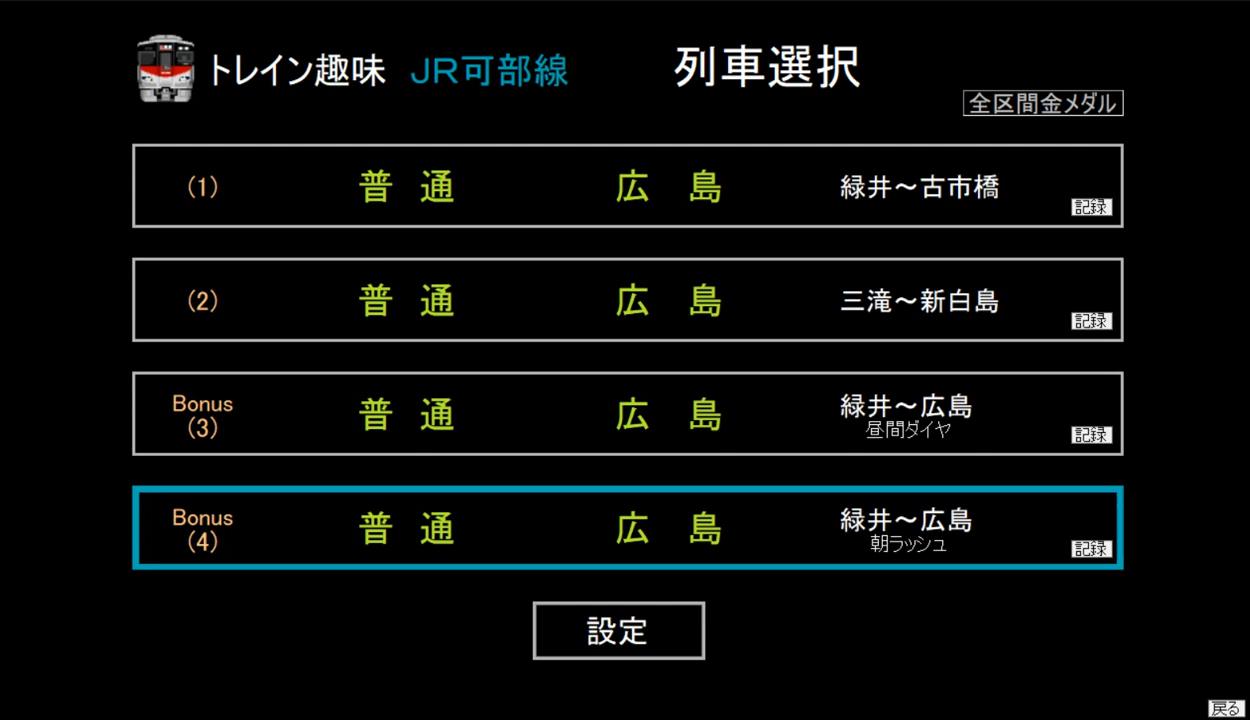 トレイン趣味 JR可部線 列車選択
全区間金メダル
(1) 普通 広島 緑井~古市橋
記録
(2) 普通 広島 三滝~新白島
記録
Bonus
(3) 普通 広島 緑井~広島
昼間ダイヤ
記録
Bonus
(4) 普通 広島 緑井~広島
朝ラッシュ
記録
設定
戻る